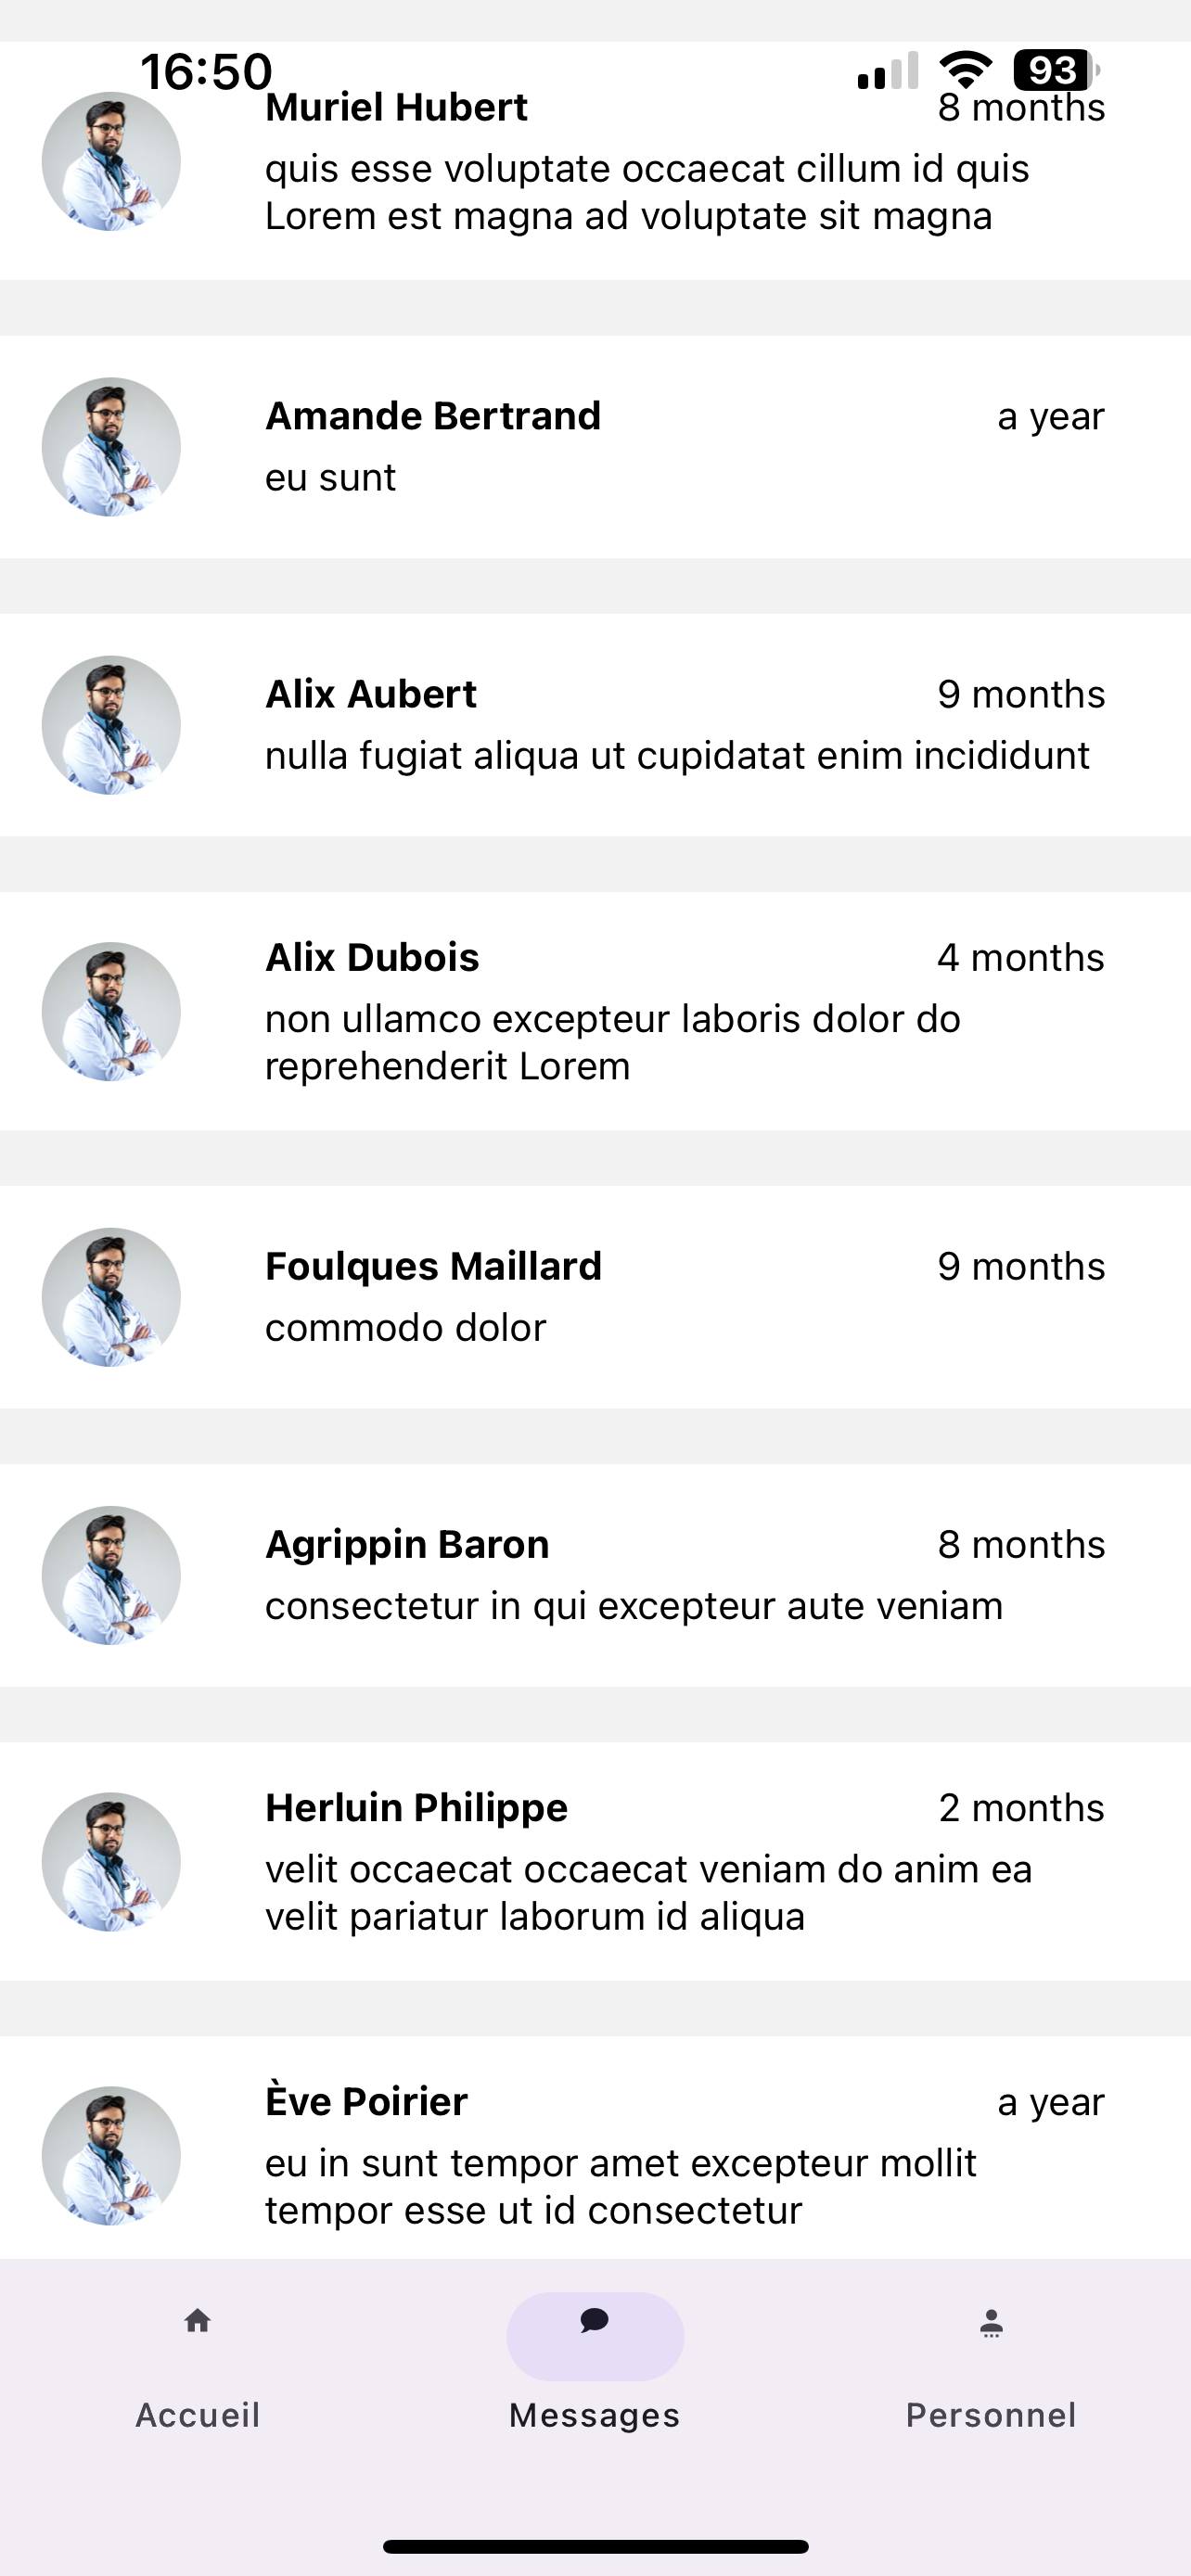 16:50
93
Muriel Hubert 8 months
quis esse voluptate occaecat cillum id quis
Lorem est magna ad voluptate sit magna
Amande Bertrand a year
eu sunt
Alix Aubert 9 months
nulla fugiat aliqua ut cupidatat enim incididunt
Alix Dubois 4 months
non ullamco excepteur laboris dolor do
reprehenderit Lorem
Foulques Maillard 9 months
commodo dolor
Agrippin Baron 8 months
consectetur in qui excepteur aute veniam
Herluin Philippe 2 months
velit occaecat occaecat veniam do anim ea
velit pariatur laborum id aliqua
Ève Poirier a year
eu in sunt tempor amet excepteur mollit
tempor esse ut id consectetur
Accueil Messages Personnel